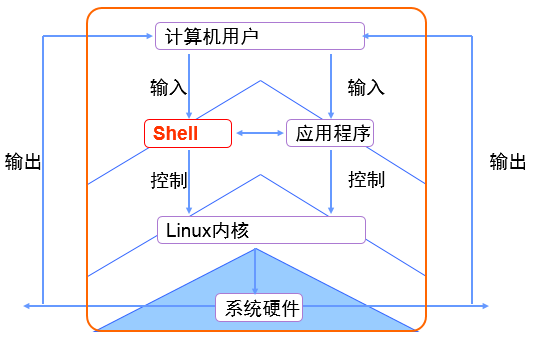 计算机用户
输入
输入
Shell
应用程序
输出
输出
控制
控制
Linux内核
系统硬件